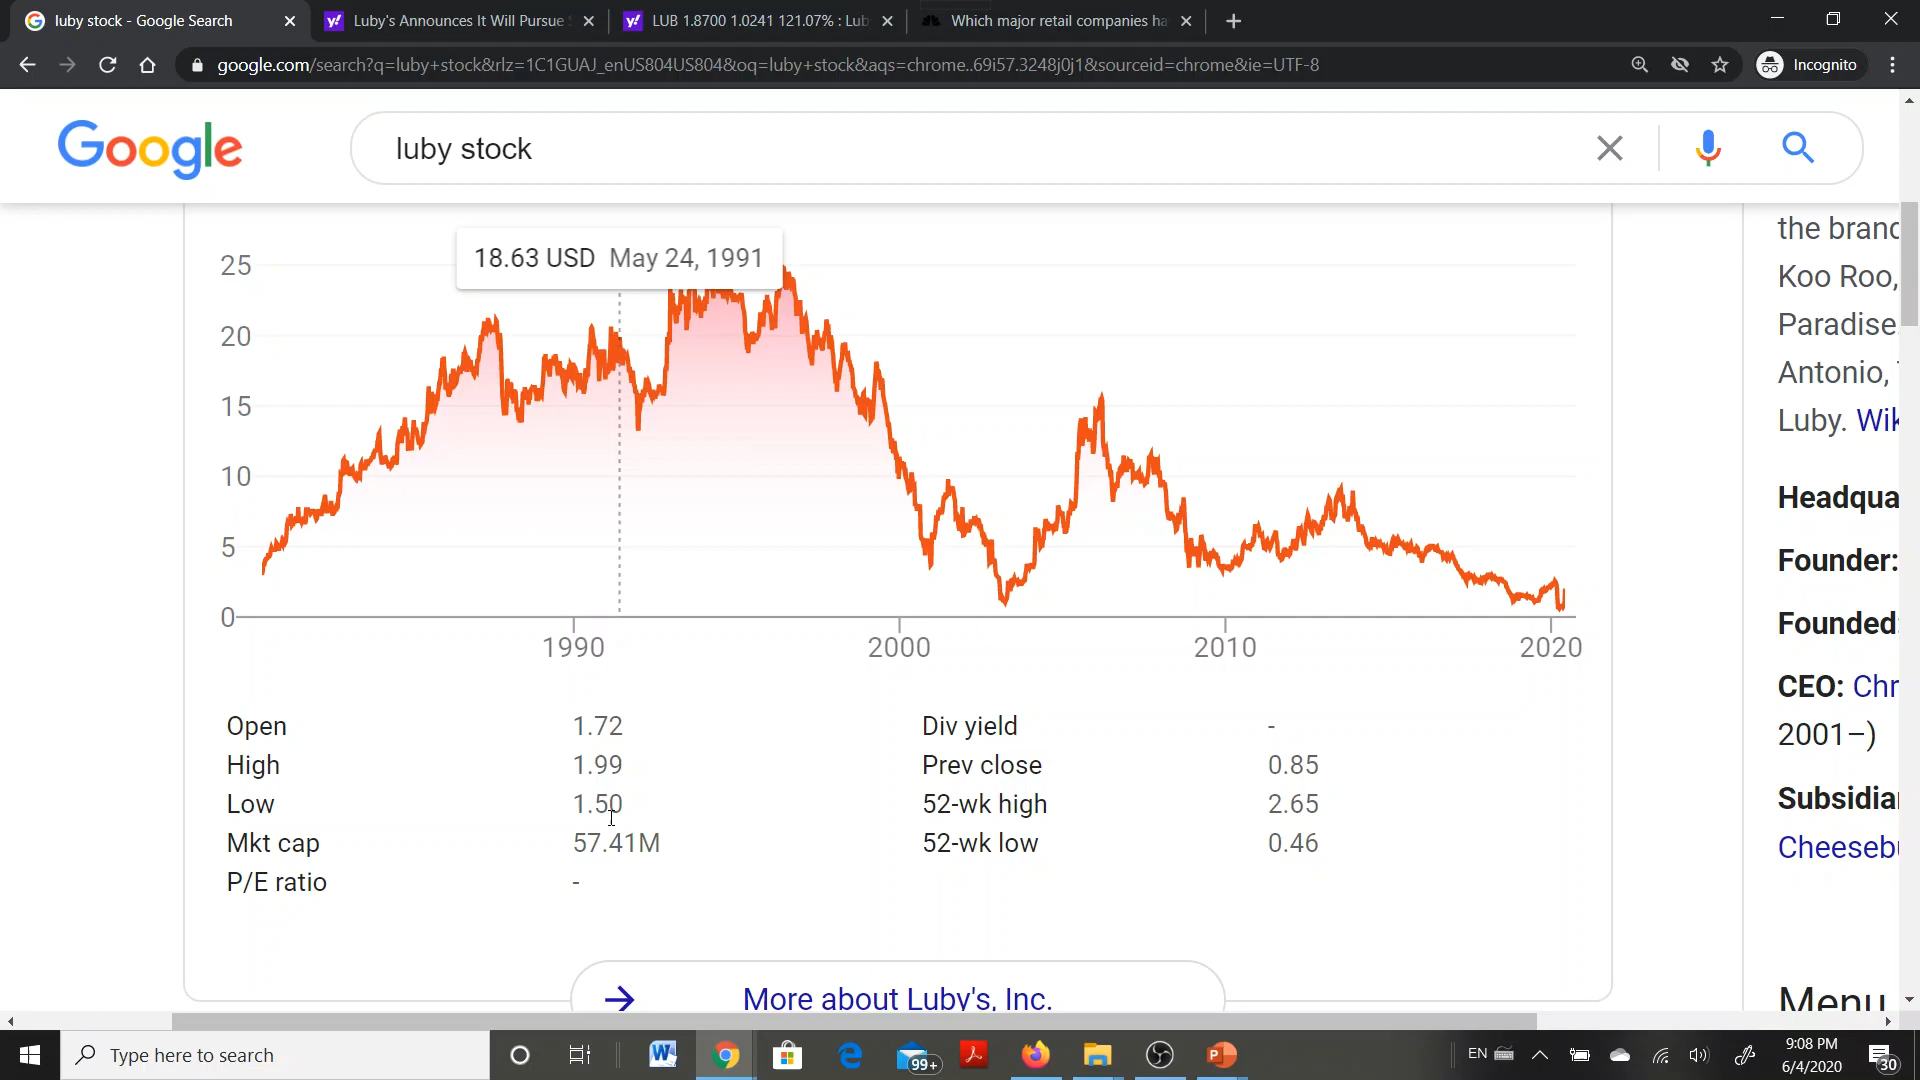 luby stock - Google Search
Luby's Announces It Will Pursue
LUB 1.8700 1.0241 121.07% : Lub
Which major retail companies ha
google.com/search?q=luby+stock&rlz=1C1GUAJ_enUS804US804&oq=luby+stock&aqs=chrome..69i57.3248j0j1&sourceid=chrome&ie=UTF-8
Incognito
Google
luby stock
18.63 USD May 24, 1991
25
20
15
10
5
0
1990 2000 2010 2020
Open 1.72 Div yield -
High 1.99 Prev close 0.85
Low 1.50 52-wk high 2.65
Mkt cap 57.41M 52-wk low 0.46
P/E ratio -
More about Luby's, Inc.
the branc
Koo Roo,
Paradise
Antonio,
Luby. Wik
Headqua
Founder:
Founded:
CEO: Chr
2001–)
Subsidia
Cheesebu
Menu
Type here to search
99+
EN
9:08 PM
6/4/2020
30